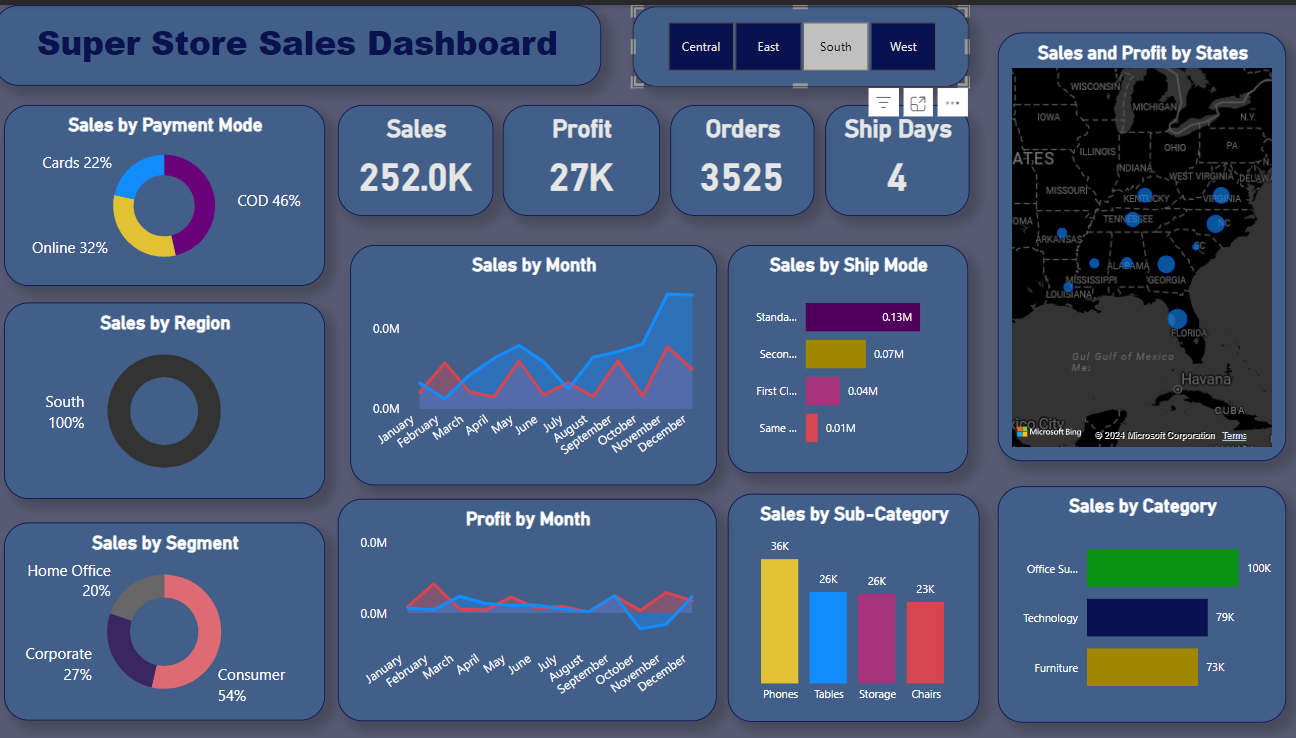 Super Store Sales Dashboard
Central
East
South
West
Sales by Payment Mode
Cards 22%
COD 46%
Online 32%
Sales
252.0K
Profit
27K
Orders
3525
Ship Days
4
Sales and Profit by States
WISCONSIN
MICHIGAN
N.Y.
IOWA
ATES
ILLINOIS
OHIO
PA
INDIANA
WEST VIRGINIA
DELAW
MISSOURI
KENTUCKY
VIRGINIA
OMA
TENNESSEE
NC
ARKANSAS
SC
ALABAMA
MISSISSIPPI
GEORGIA
LOUISIANA
FLORIDA
Gulf Gulf of Mexico
Havana
CUBA
ico City
Microsoft Bing
© 2024 Microsoft Corporation Terms
Sales by Region
South
100%
Sales by Month
0.0M
0.0M
January
February
March
April
May
June
July
August
September
October
November
December
Sales by Ship Mode
Standa...
0.13M
Secon...
0.07M
First Cl...
0.04M
Same ...
0.01M
Sales by Segment
Home Office
20%
Corporate
27%
Consumer
54%
Profit by Month
0.0M
0.0M
January
February
March
April
May
June
July
August
September
October
November
December
Sales by Sub-Category
36K
26K
26K
23K
Phones
Tables
Storage
Chairs
Sales by Category
Office Su...
100K
Technology
79K
Furniture
73K